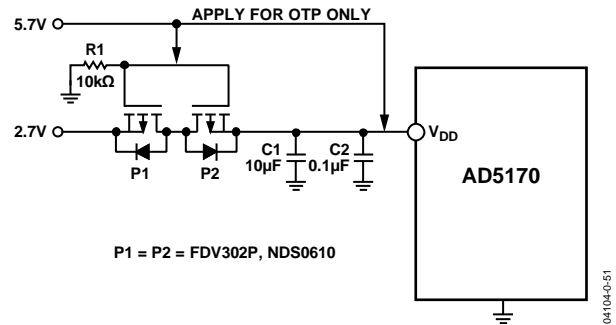 APPLY FOR OTP ONLY
5.7V
R1
10kΩ
2.7V
P1
P2
C1
10µF
C2
0.1µF
VDD
AD5170
P1 = P2 = FDV302P, NDS0610
04104-0-51